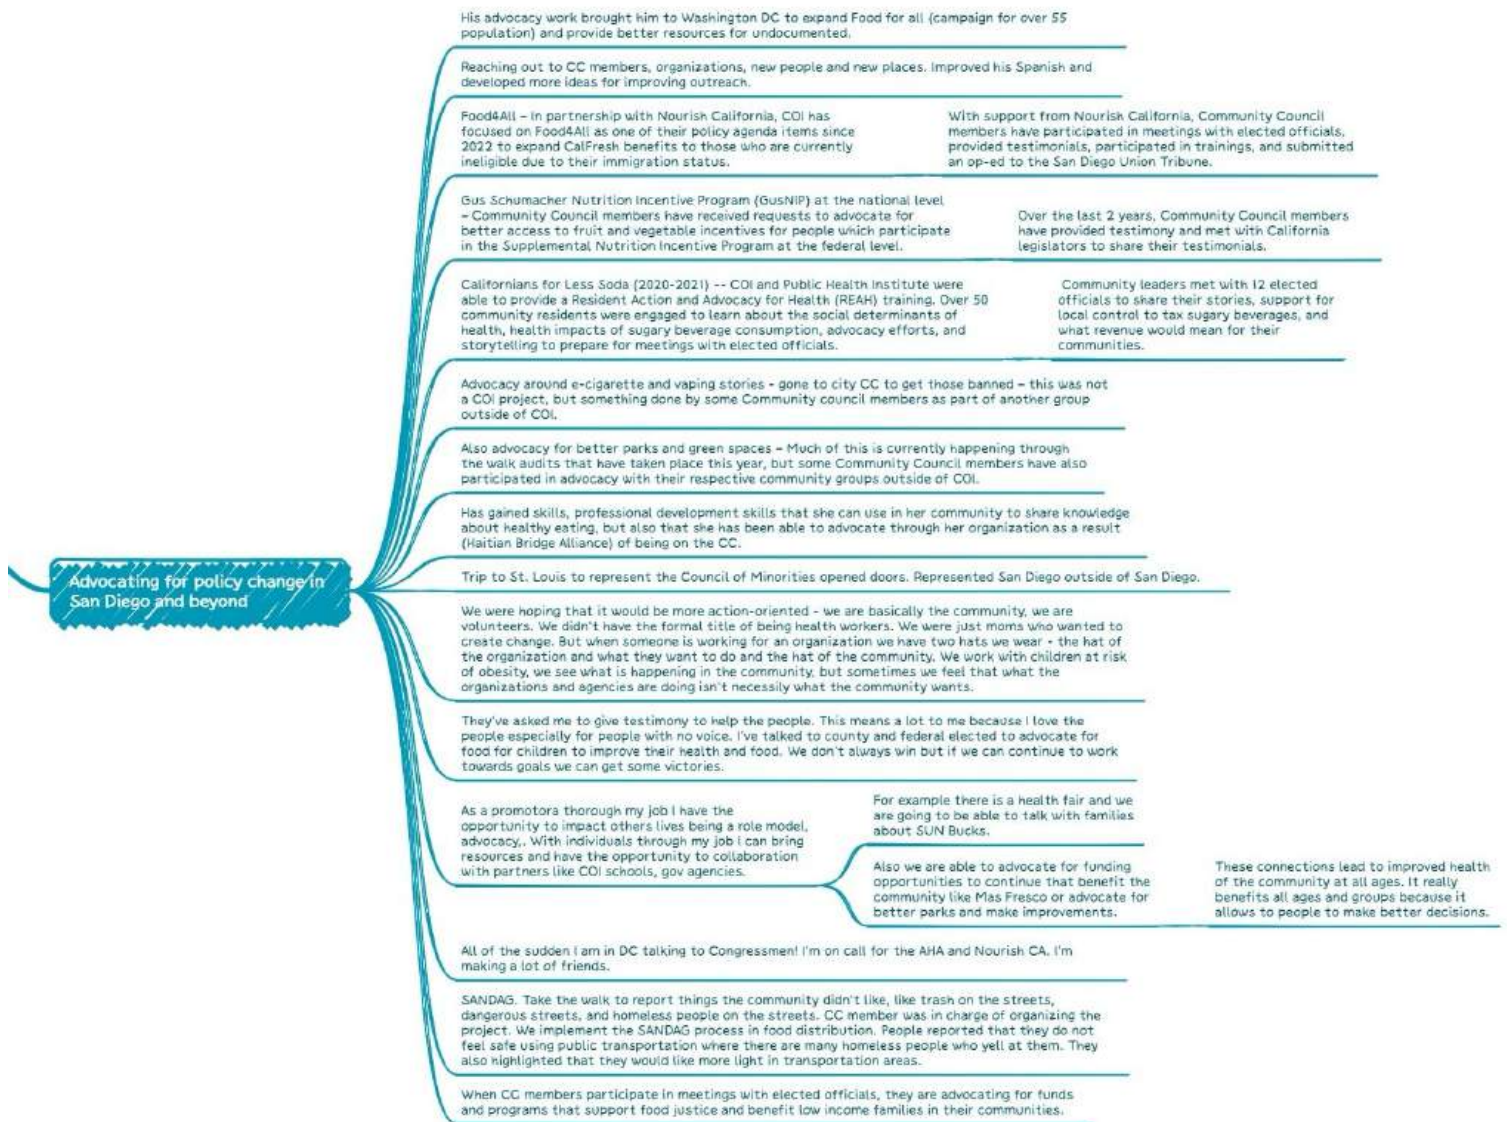 His advocacy work brought him to Washington DC to expand Food for all (campaign for over 55
population) and provide better resources for undocumented.
Reaching out to CC members, organizations, new people and new places. Improved his Spanish and
developed more ideas for improving outreach.
Food4All – In partnership with Nourish California, COI has
focused on Food4All as one of their policy agenda items since
2022 to expand CalFresh benefits to those who are currently
ineligible due to their immigration status.
With support from Nourish California, Community Council
members have participated in meetings with elected officials,
provided testimonials, participated in trainings, and submitted
an op-ed to the San Diego Union Tribune.
Gus Schumacher Nutrition Incentive Program (GusNIP) at the national level
– Community Council members have received requests to advocate for
better access to fruit and vegetable incentives for people which participate
in the Supplemental Nutrition Incentive Program at the federal level.
Over the last 2 years, Community Council members
have provided testimony and met with California
legislators to share their testimonials.
Californians for Less Soda (2020-2021) -- COI and Public Health Institute were
able to provide a Resident Action and Advocacy for Health (REAH) training. Over 50
community residents were engaged to learn about the social determinants of
health, health impacts of sugary beverage consumption, advocacy efforts, and
storytelling to prepare for meetings with elected officials.
Community leaders met with 12 elected
officials to share their stories, support for
local control to tax sugary beverages, and
what revenue would mean for their
communities.
Advocacy around e-cigarette and vaping stories - gone to city CC to get those banned – this was not
a COI project, but something done by some Community council members as part of another group
outside of COI.
Also advocacy for better parks and green spaces – Much of this is currently happening through
the walk audits that have taken place this year, but some Community Council members have also
participated in advocacy with their respective community groups outside of COI.
Has gained skills, professional development skills that she can use in her community to share knowledge
about healthy eating, but also that she has been able to advocate through her organization as a result
(Haitian Bridge Alliance) of being on the CC.
Advocating for policy change in
San Diego and beyond
Trip to St. Louis to represent the Council of Minorities opened doors. Represented San Diego outside of San Diego.
We were hoping that it would be more action-oriented - we are basically the community, we are
volunteers. We didn't have the formal title of being health workers. We were just moms who wanted to
create change. But when someone is working for an organization we have two hats we wear - the hat of
the organization and what they want to do and the hat of the community. We work with children at risk
of obesity, we see what is happening in the community, but sometimes we feel that what the
organizations and agencies are doing isn't necessily what the community wants.
They've asked me to give testimony to help the people. This means a lot to me because I love the
people especially for people with no voice. I've talked to county and federal elected to advocate for
food for children to improve their health and food. We don't always win but if we can continue to work
towards goals we can get some victories.
As a promotora thorough my job I have the
opportunity to impact others lives being a role model,
advocacy,. With individuals through my job I can bring
resources and have the opportunity to collaboration
with partners like COI schools, gov agencies.
For example there is a health fair and we
are going to be able to talk with families
about SUN Bucks.
Also we are able to advocate for funding
opportunities to continue that benefit the
community like Mas Fresco or advocate for
better parks and make improvements.
These connections lead to improved health
of the community at all ages. It really
benefits all ages and groups because it
allows to people to make better decisions.
All of the sudden I am in DC talking to Congressmen! I'm on call for the AHA and Nourish CA. I'm
making a lot of friends.
SANDAG. Take the walk to report things the community didn't like, like trash on the streets,
dangerous streets, and homeless people on the streets. CC member was in charge of organizing the
project. We implement the SANDAG process in food distribution. People reported that they do not
feel safe using public transportation where there are many homeless people who yell at them. They
also highlighted that they would like more light in transportation areas.
When CC members participate in meetings with elected officials, they are advocating for funds
and programs that support food justice and benefit low income families in their communities.